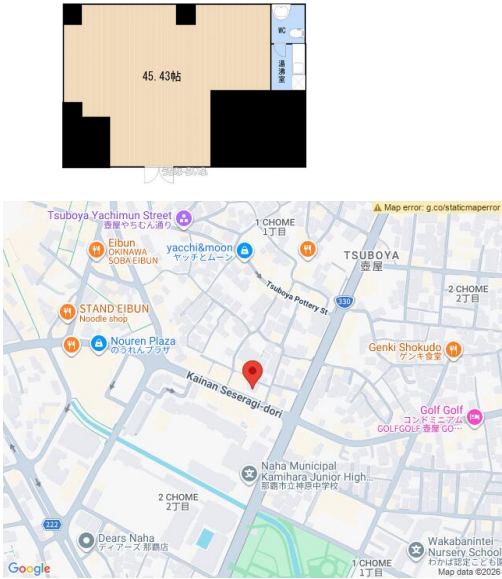 WC
湯沸室
45.43帖
Map error: g.co/staticmaperror
Tsuboya Yachimun Street
壺屋やちむん通り
1 CHOME
1丁目
Eibun
OKINAWA
SOBA EIBUN
yacchi&moon
ヤッチとムーン
TSUBOYA
壺屋
Tsuboya Pottery St
2 CHOME
2丁目
330
STAND EIBUN
Noodle shop
Nouren Plaza
のうれんプラザ
Genki Shokudo
ゲンキ食堂
Kainan Seseragi-dori
Golf Golf
コンドミニアム
GOLFGOLF 壺屋 GO…
Naha Municipal
Kamihara Junior High...
那覇市立神原中学校
2 CHOME
2丁目
222
Dears Naha
ディアーズ 那覇店
Wakabanintei
Nursery School
わかば認定こども園
1 CHOME
1丁目
Google
Map data ©2026